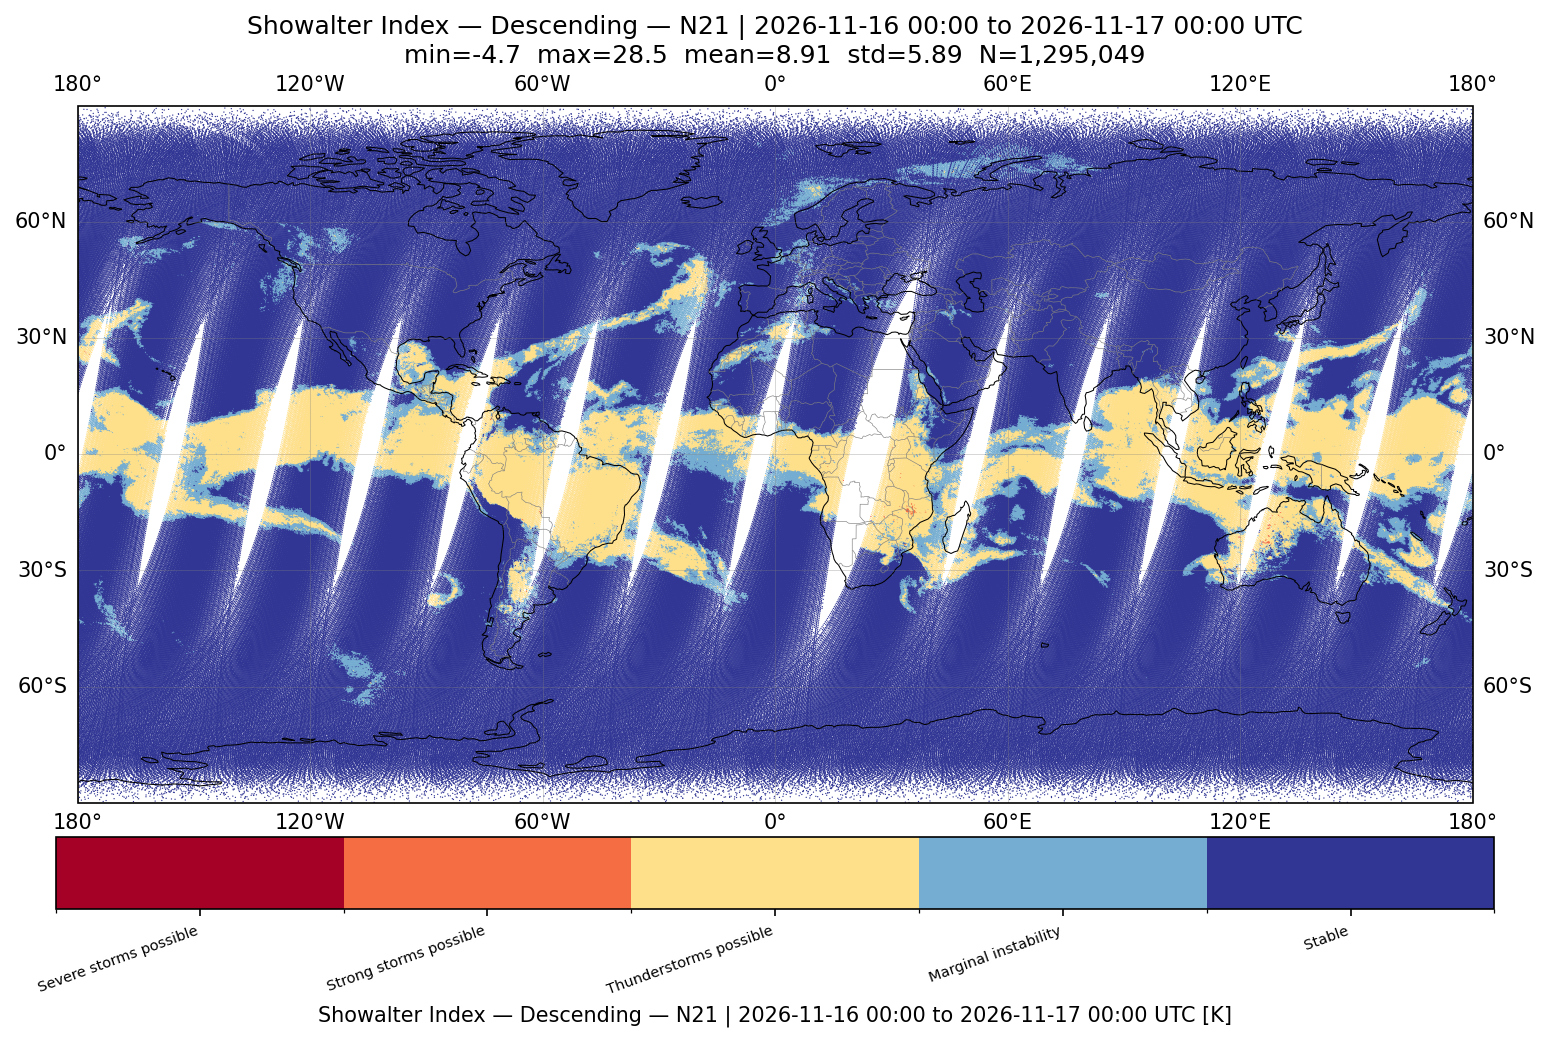 Showalter Index — Descending — N21 | 2026-11-16 00:00 to 2026-11-17 00:00 UTC
min=-4.7 max=28.5 mean=8.91 std=5.89 N=1,295,049
180° 120°W 60°W 0° 60°E 120°E 180°
60°N 60°N
30°N 30°N
0° 0°
30°S 30°S
60°S 60°S
180° 120°W 60°W 0° 60°E 120°E 180°
Severe storms possible Strong storms possible Thunderstorms possible Marginal instability Stable
Showalter Index — Descending — N21 | 2026-11-16 00:00 to 2026-11-17 00:00 UTC [K]